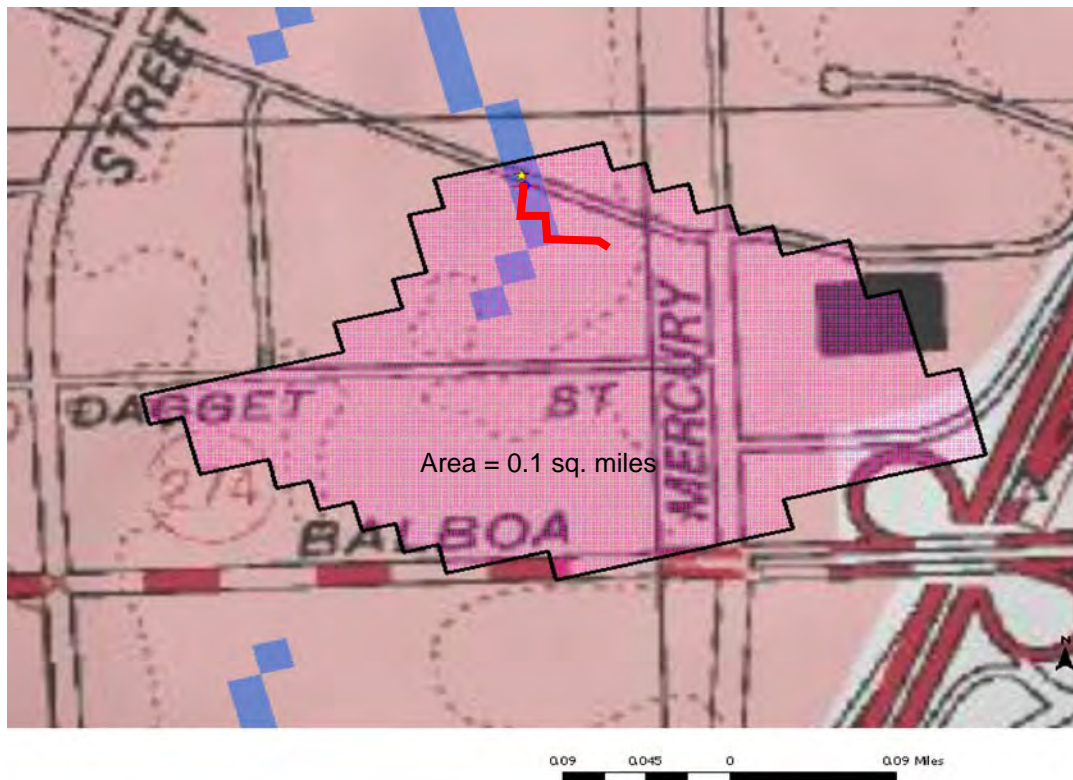 STREET
DAGGET ST.
274
MERCURY
Area = 0.1 sq. miles
BALBOA
N
0.09 0.045 0 0.09 Miles